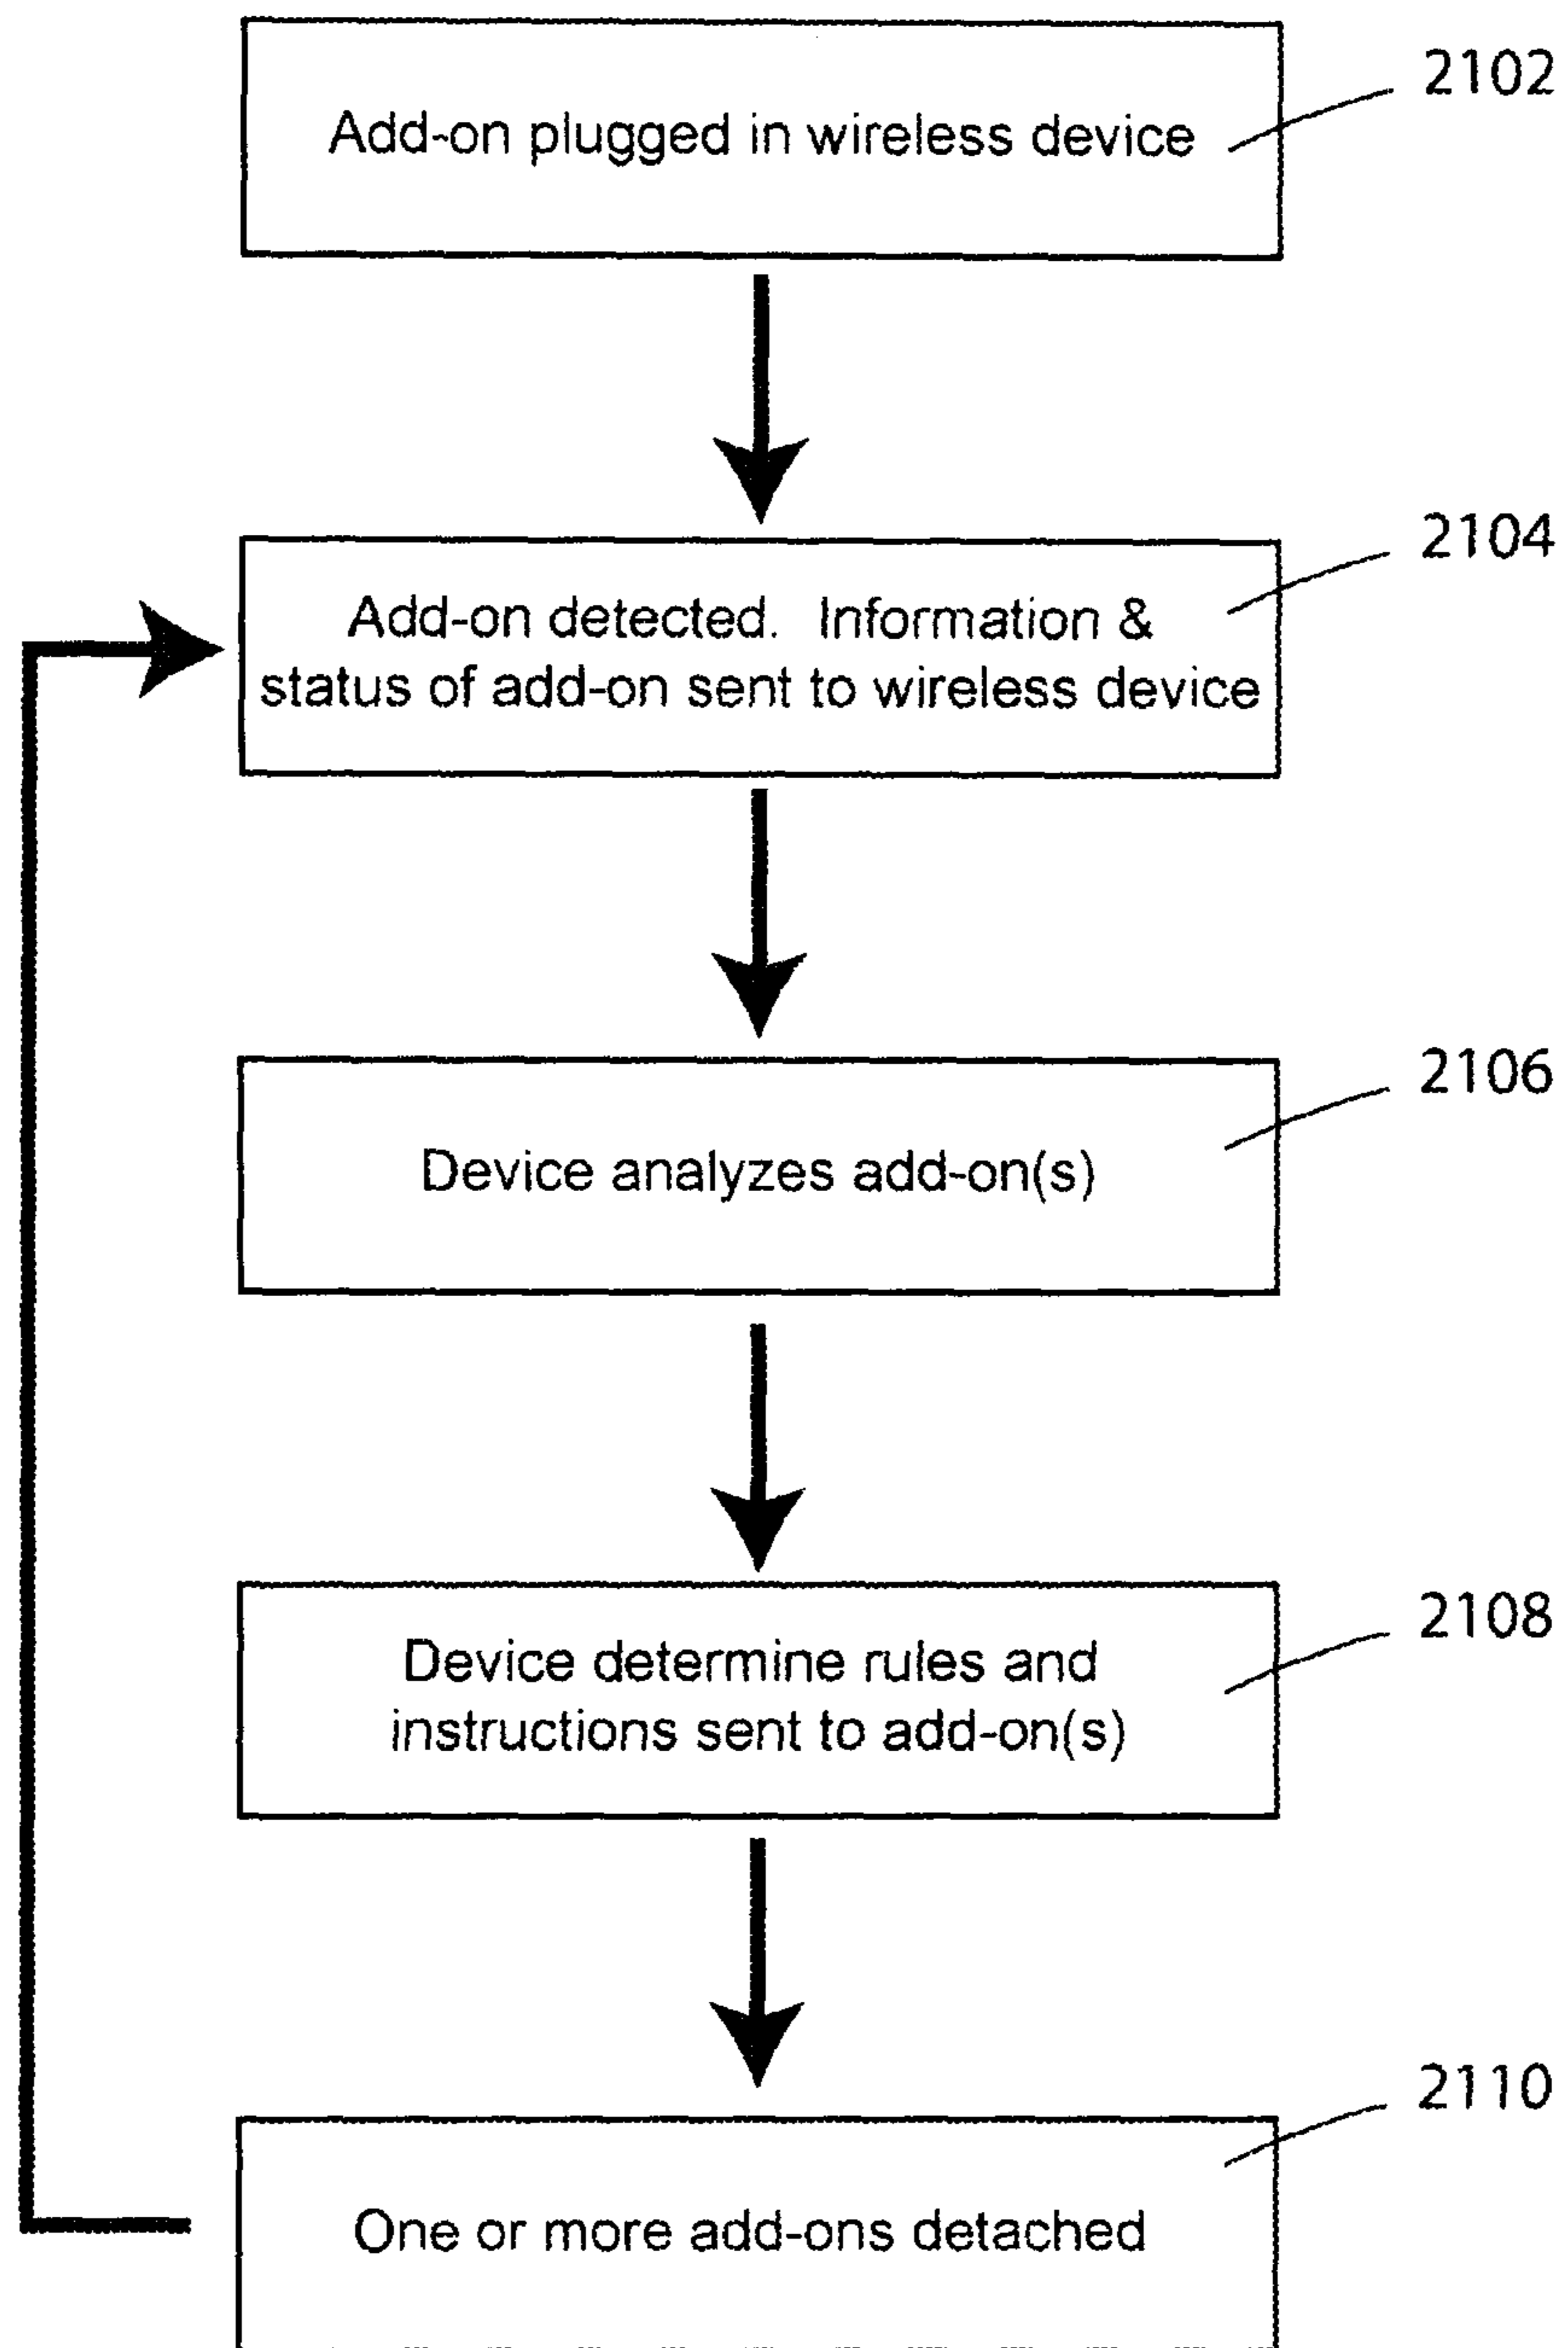 2102
Add-on plugged in wireless device
2104
Add-on detected. Information &
status of add-on sent to wireless device
2106
Device analyzes add-on(s)
2108
Device determine rules and
instructions sent to add-on(s)
2110
One or more add-ons detached